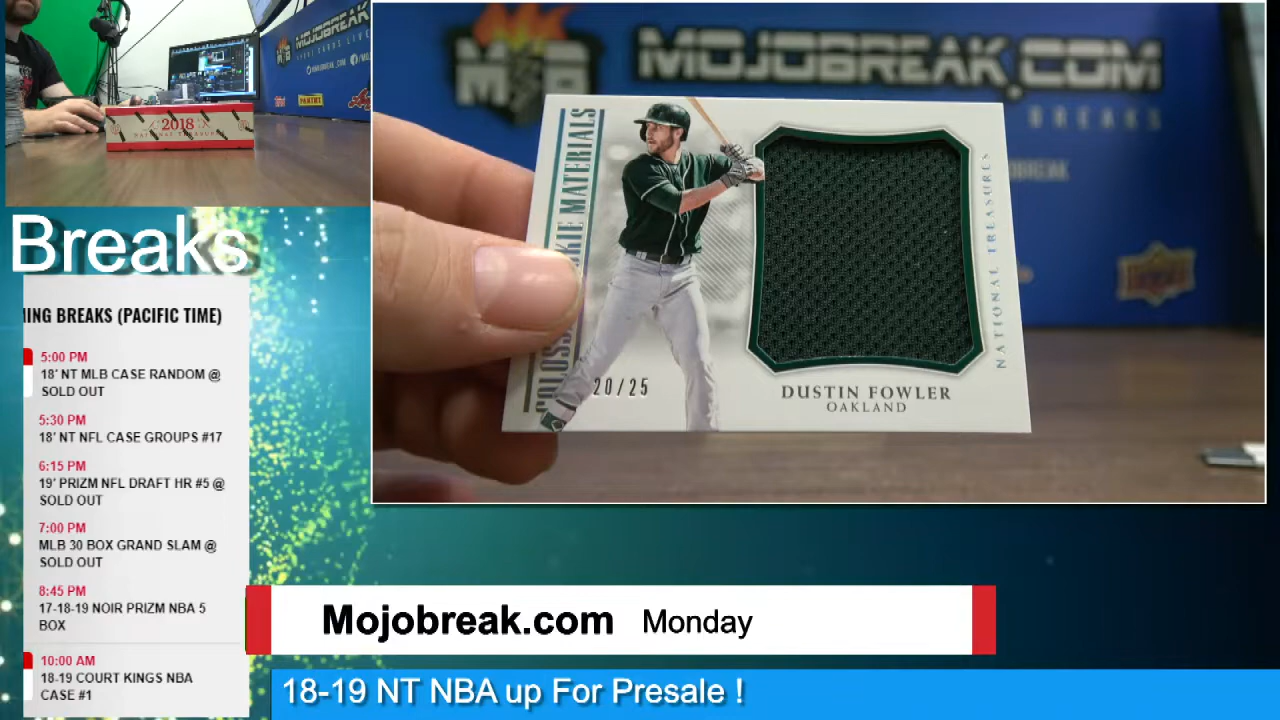 2018
Breaks
ING BREAKS (PACIFIC TIME)
5:00 PM
18' NT MLB CASE RANDOM @
SOLD OUT
5:30 PM
18' NT NFL CASE GROUPS #17
6:15 PM
19' PRIZM NFL DRAFT HR #5 @
SOLD OUT
7:00 PM
MLB 30 BOX GRAND SLAM @
SOLD OUT
8:45 PM
17-18-19 NOIR PRIZM NBA 5
BOX
10:00 AM
18-19 COURT KINGS NBA
CASE #1
MOJOBREAK.COM
BREAKS
MATERIALS
NATIONAL TREASURES
20/25
DUSTIN FOWLER
OAKLAND
Mojobreak.com Monday
18-19 NT NBA up For Presale !